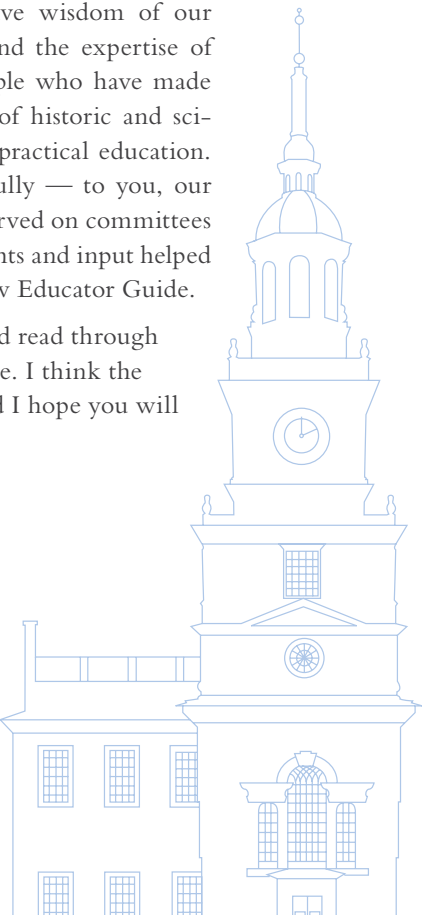 ve wisdom of our
nd the expertise of
ple who have made
of historic and sci-
practical education.
ully — to you, our
rved on committees
nts and input helped
w Educator Guide.
d read through
e. I think the
d I hope you will